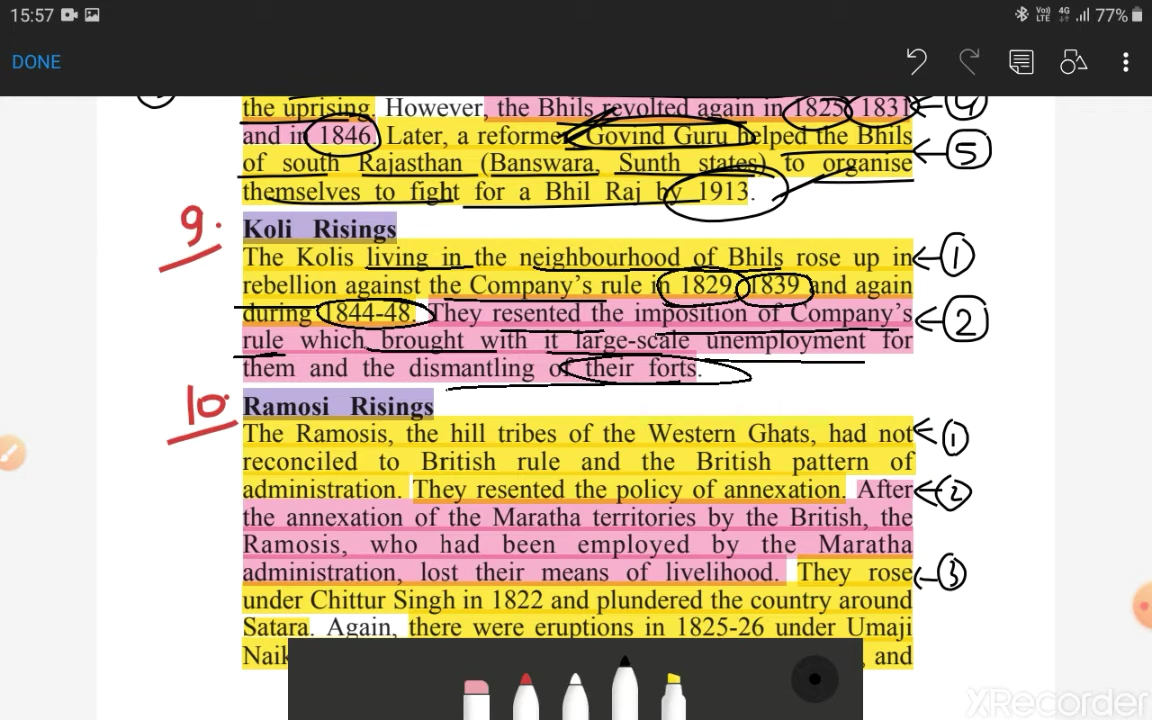 15:57
Vo) 4G 77%
LTE
DONE
the uprising. However, the Bhils revolted again in 1825, 1831 4
and in 1846. Later, a reformer Govind Guru helped the Bhils
of south Rajasthan (Banswara, Sunth states) to organise 5
themselves to fight for a Bhil Raj by 1913.
9. Koli Risings
The Kolis living in the neighbourhood of Bhils rose up in 1
rebellion against the Company's rule in 1829, 1839 and again
during 1844-48. They resented the imposition of Company's 2
rule which brought with it large-scale unemployment for
them and the dismantling of their forts.
10. Ramosi Risings
The Ramosis, the hill tribes of the Western Ghats, had not 1
reconciled to British rule and the British pattern of
administration. They resented the policy of annexation. After 2
the annexation of the Maratha territories by the British, the
Ramosis, who had been employed by the Maratha
administration, lost their means of livelihood. They rose 3
under Chittur Singh in 1822 and plundered the country around
Satara. Again, there were eruptions in 1825-26 under Umaji
Naik , and
XRecorder